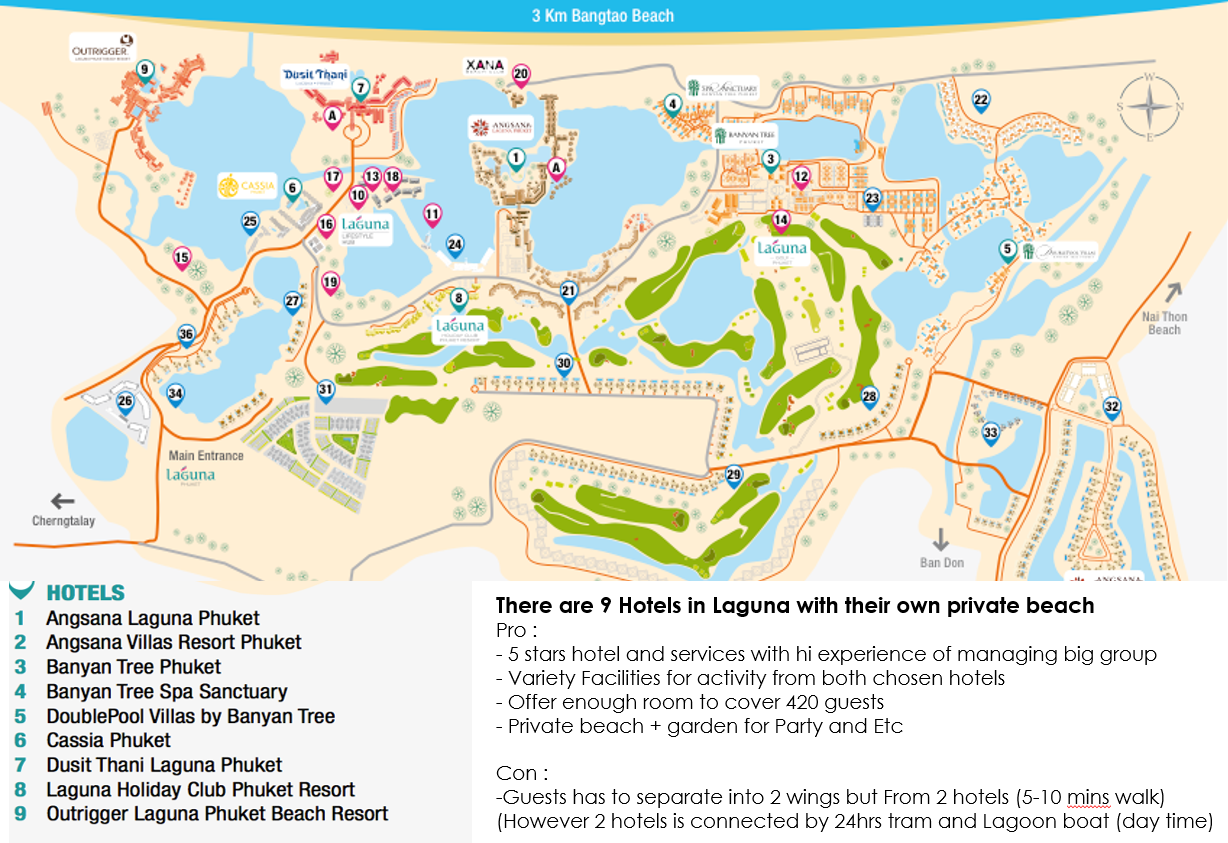 3 Km Bangtao Beach
OUTRIGGER
9
Dusit Thani
7
A
XANA
BEACH CLUB
20
ANGSANA
LAGUNA PHUKET
1
A
4
SPA SANCTUARY
BANYAN TREE PHUKET
BANYAN TREE
PHUKET
3
12
22
W
S
N
E
CASSIA
6
17
13
18
10
25
16
Laguna
LIFESTYLE
HUB
11
24
14
Laguna
GOLF
PHUKET
23
5
15
19
27
8
Laguna
HOLIDAY CLUB
PHUKET RESORT
21
Nai Thon
Beach
36
30
26
34
31
28
32
33
Main Entrance
Laguna
PHUKET
29
Cherngtalay
Ban Don
ANGSANA
HOTELS
1 Angsana Laguna Phuket
2 Angsana Villas Resort Phuket
3 Banyan Tree Phuket
4 Banyan Tree Spa Sanctuary
5 DoublePool Villas by Banyan Tree
6 Cassia Phuket
7 Dusit Thani Laguna Phuket
8 Laguna Holiday Club Phuket Resort
9 Outrigger Laguna Phuket Beach Resort
There are 9 Hotels in Laguna with their own private beach
Pro :
- 5 stars hotel and services with hi experience of managing big group
- Variety Facilities for activity from both chosen hotels
- Offer enough room to cover 420 guests
- Private beach + garden for Party and Etc
Con :
-Guests has to separate into 2 wings but From 2 hotels (5-10 mins walk)
(However 2 hotels is connected by 24hrs tram and Lagoon boat (day time)